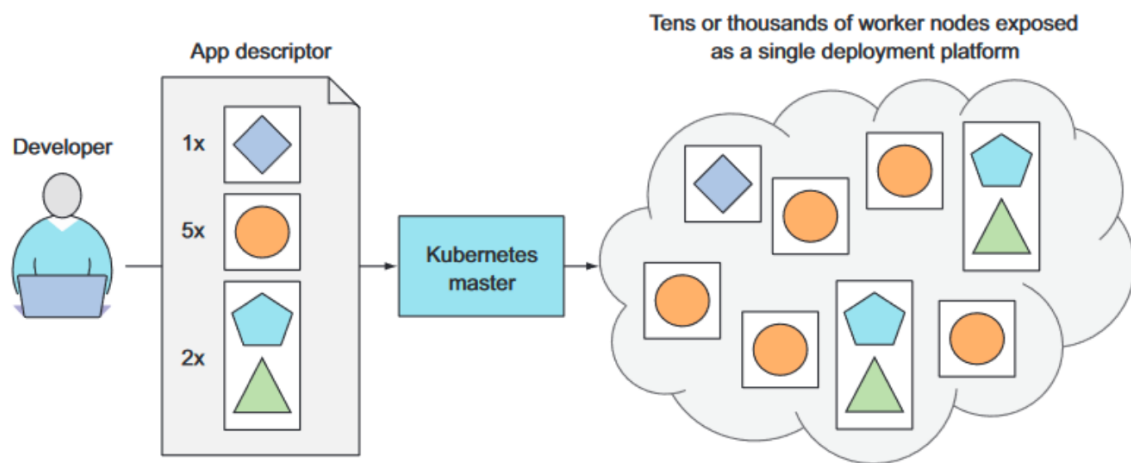 Tens or thousands of worker nodes exposed
as a single deployment platform
App descriptor
Developer
1x
5x
2x
Kubernetes
master